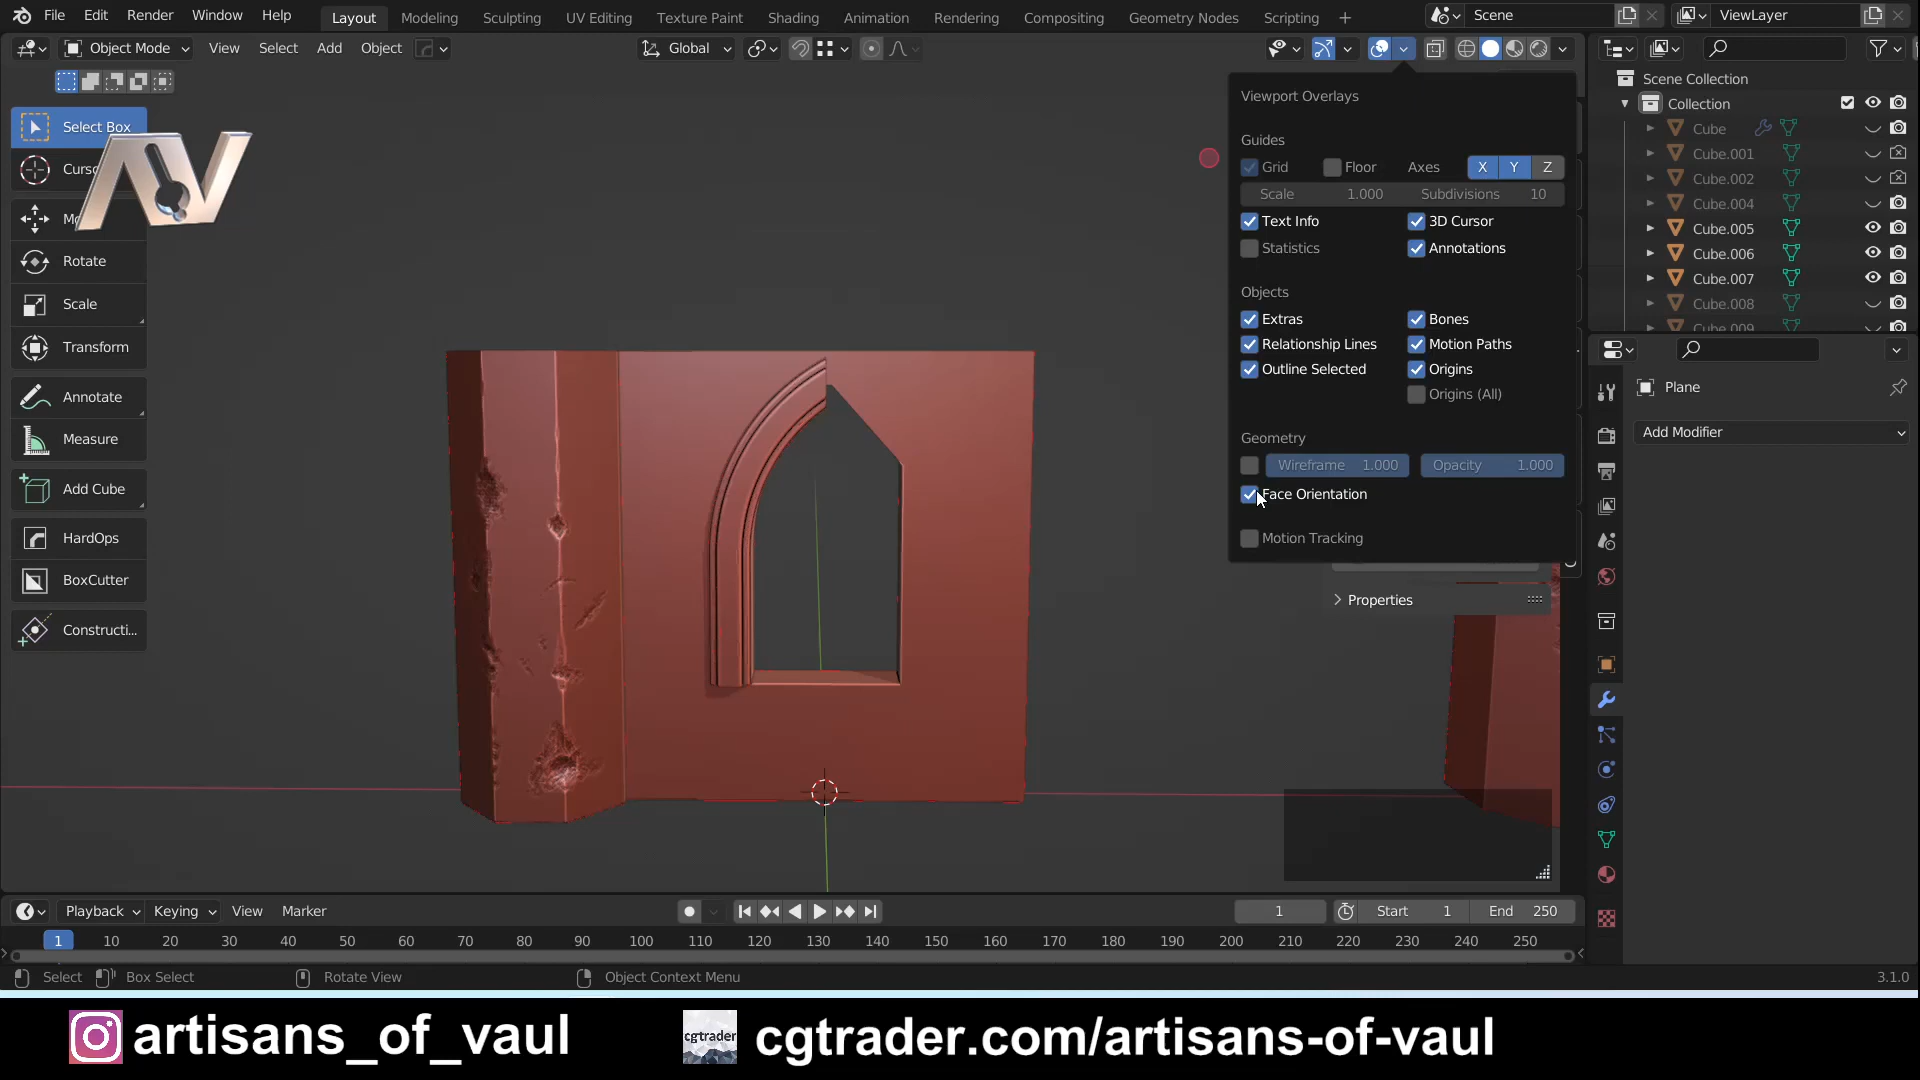 File Edit Render Window Help Layout Modeling Sculpting UV Editing Texture Paint Shading Animation Rendering Compositing Geometry Nodes Scripting + Scene ViewLayer
Object Mode View Select Add Object Global
Select Box
Curs
Mo
Rotate
Scale
Transform
Annotate
Measure
Add Cube
HardOps
BoxCutter
Constructi...
AV
Viewport Overlays
Guides
Grid Floor Axes X Y Z
Scale 1.000 Subdivisions 10
Text Info 3D Cursor
Statistics Annotations
Objects
Extras Bones
Relationship Lines Motion Paths
Outline Selected Origins
Origins (All)
Geometry
Wireframe 1.000 Opacity 1.000
Face Orientation
Motion Tracking
Properties
Scene Collection
Collection
Cube
Cube.001
Cube.002
Cube.004
Cube.005
Cube.006
Cube.007
Cube.008
Cube.009
Plane
Add Modifier
Playback Keying View Marker 1 Start 1 End 250
1 10 20 30 40 50 60 70 80 90 100 110 120 130 140 150 160 170 180 190 200 210 220 230 240 250
Select Box Select Rotate View Object Context Menu 3.1.0
artisans_of_vaul cgtrader cgtrader.com/artisans-of-vaul